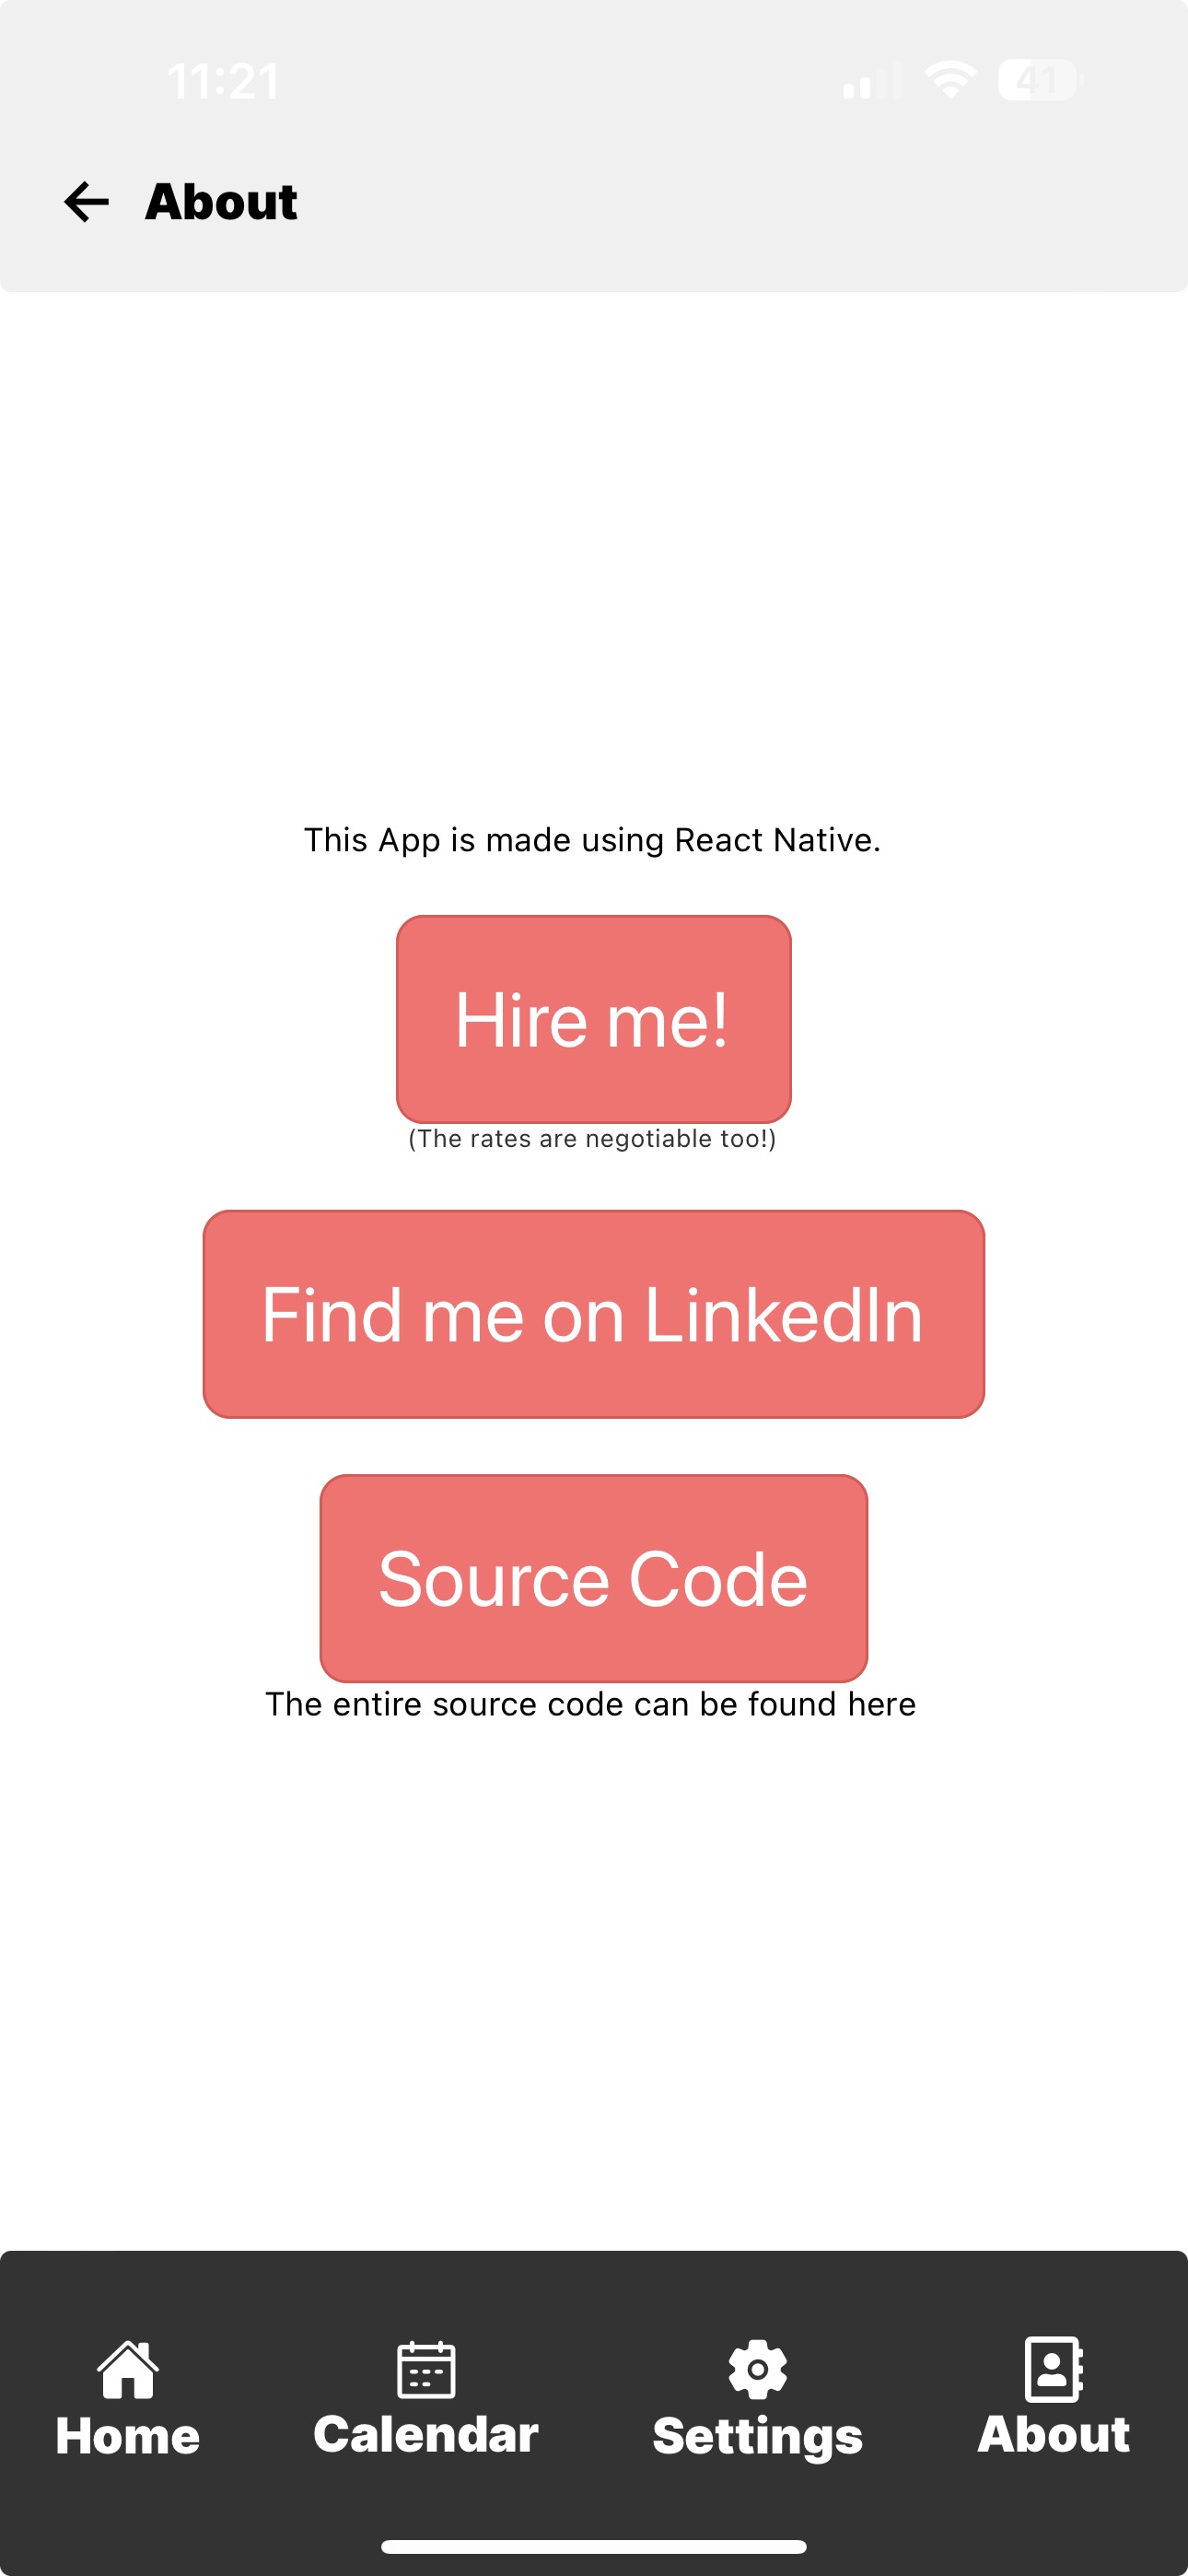 11:21
41
About
This App is made using React Native.
Hire me!
(The rates are negotiable too!)
Find me on LinkedIn
Source Code
The entire source code can be found here
Home
Calendar
Settings
About